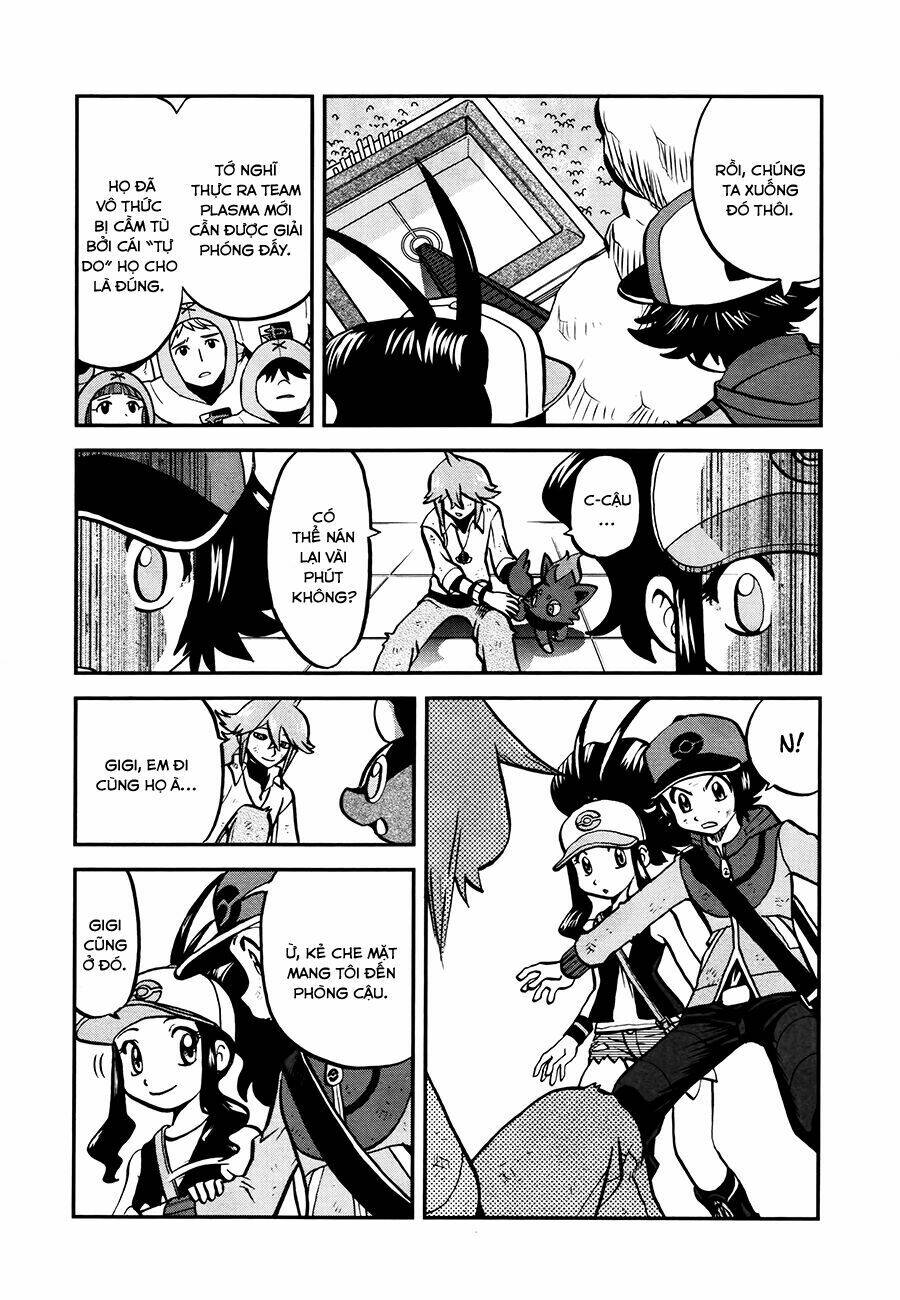 RỒI, CHÚNG
TA XUỐNG
ĐÓ THÔI.
TỚ NGHĨ
THỰC RA TEAM
PLASMA MỚI
CẦN ĐƯỢC GIẢI
PHÓNG ĐẤY.
HỌ ĐÃ
VÔ THỨC
BỊ CẦM TÙ
BỞI CÁI “TỰ
DO” HỌ CHO
LÀ ĐÚNG.
C-CẬU
...
CÓ
THỂ NÁN
LẠI VÀI
PHÚT
KHÔNG?
N!
GIGI, EM ĐI
CÙNG HỌ À...
Ừ, KẺ CHE MẶT
MANG TÔI ĐẾN
PHÒNG CẬU.
GIGI
CŨNG
Ở ĐÓ.